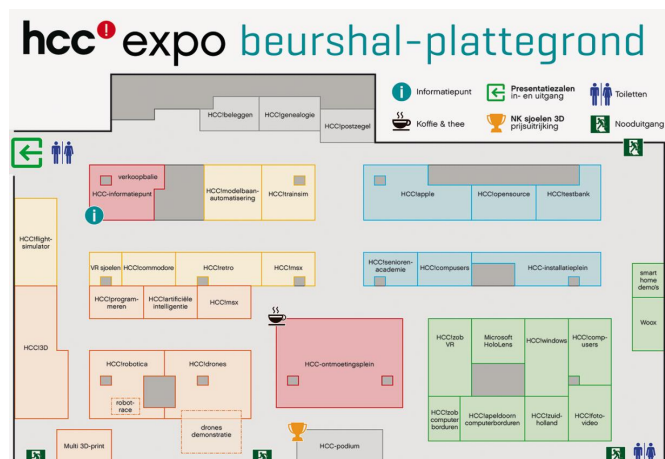 hcc! expo beurshal-plattegrond
Informatiepunt
Presentatiezalen
in- en uitgang
Toiletten
Koffie & thee
NK sjoelen 3D
prijsuitrijking
Nooduitgang
HCC!beleggen
HCC!genealogie
HCC!postzegel
verkoopbalie
HCC-informatiepunt
HCC!modelbaan-
automatisering
HCC!trainsim
HCC!apple
HCC!opensource
HCC!testbank
HCC!flight-
simulator
VR sjoelen
HCC!commodore
HCC!retro
HCC!msx
HCC!senioren-
academie
HCC!compusers
HCC-installatieplein
smart
home
demo's
HCC!program-
meren
HCC!artificiële
intelligentie
HCC!msx
Woox
HCC!3D
HCC!robotica
HCC!drones
HCC-ontmoetingsplein
HCC!zob
VR
Microsoft
HoloLens
HCC!windows
HCC!comp-
users
robot-
race
drones
demonstratie
HCC!zob
computer
borduren
HCC!apeldoorn
computerborduren
HCC!zuid-
holland
HCC!foto-
video
Multi 3D-print
HCC-podium